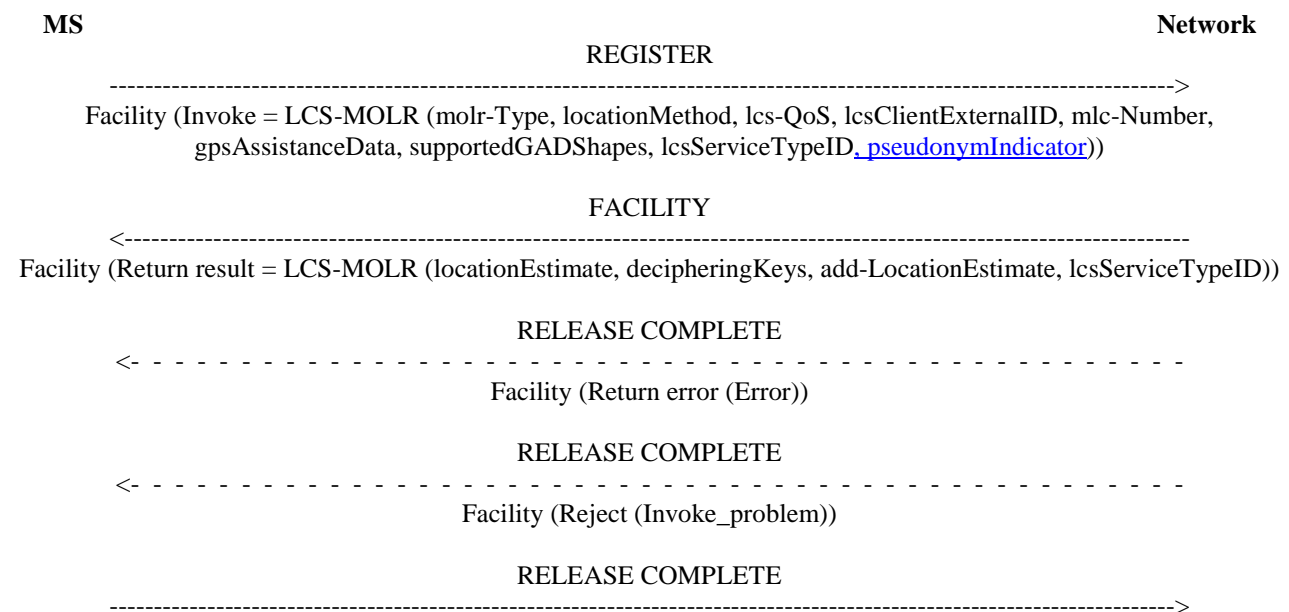 MS Network
REGISTER
------------------------------------------------------------------------------------------------------------------------>
Facility (Invoke = LCS-MOLR (molr-Type, locationMethod, lcs-QoS, lcsClientExternalID, mlc-Number,
gpsAssistanceData, supportedGADShapes, lcsServiceTypeID, pseudonymIndicator))
FACILITY
<------------------------------------------------------------------------------------------------------------------------
Facility (Return result = LCS-MOLR (locationEstimate, decipheringKeys, add-LocationEstimate, lcsServiceTypeID))
RELEASE COMPLETE
<- - - - - - - - - - - - - - - - - - - - - - - - - - - - - - - - - - - - - - - - - - - - - - - -
Facility (Return error (Error))
RELEASE COMPLETE
<- - - - - - - - - - - - - - - - - - - - - - - - - - - - - - - - - - - - - - - - - - - - - - - -
Facility (Reject (Invoke_problem))
RELEASE COMPLETE
------------------------------------------------------------------------------------------------------------------------>